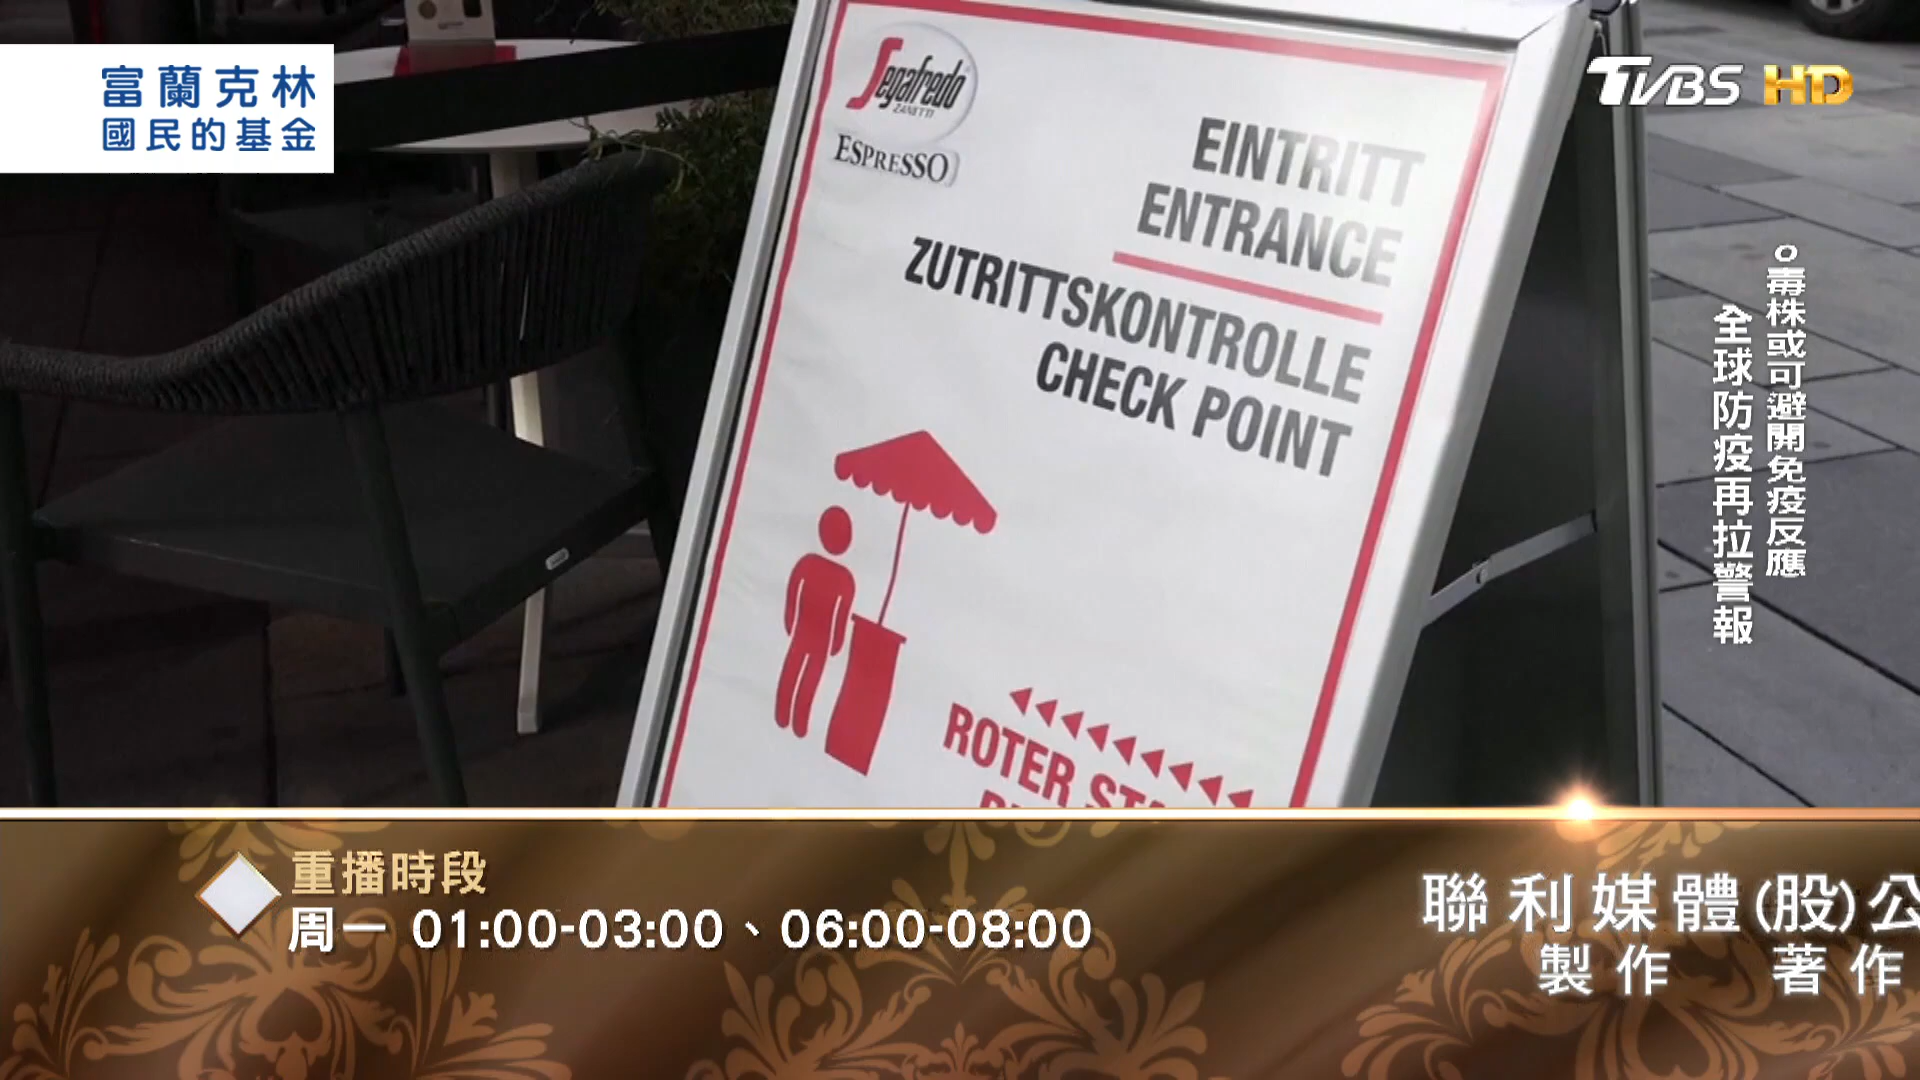 富蘭克林
國民的基金
TVBS HD
Segafredo
ZANETTI
ESPRESSO
EINTRITT
ENTRANCE
ZUTRITTSKONTROLLE
CHECK POINT
ROTER
O毒株或可避開免疫反應
全球防疫再拉警報
重播時段
周一 01:00-03:00、06:00-08:00
聯利媒體(股)公
製作 著作